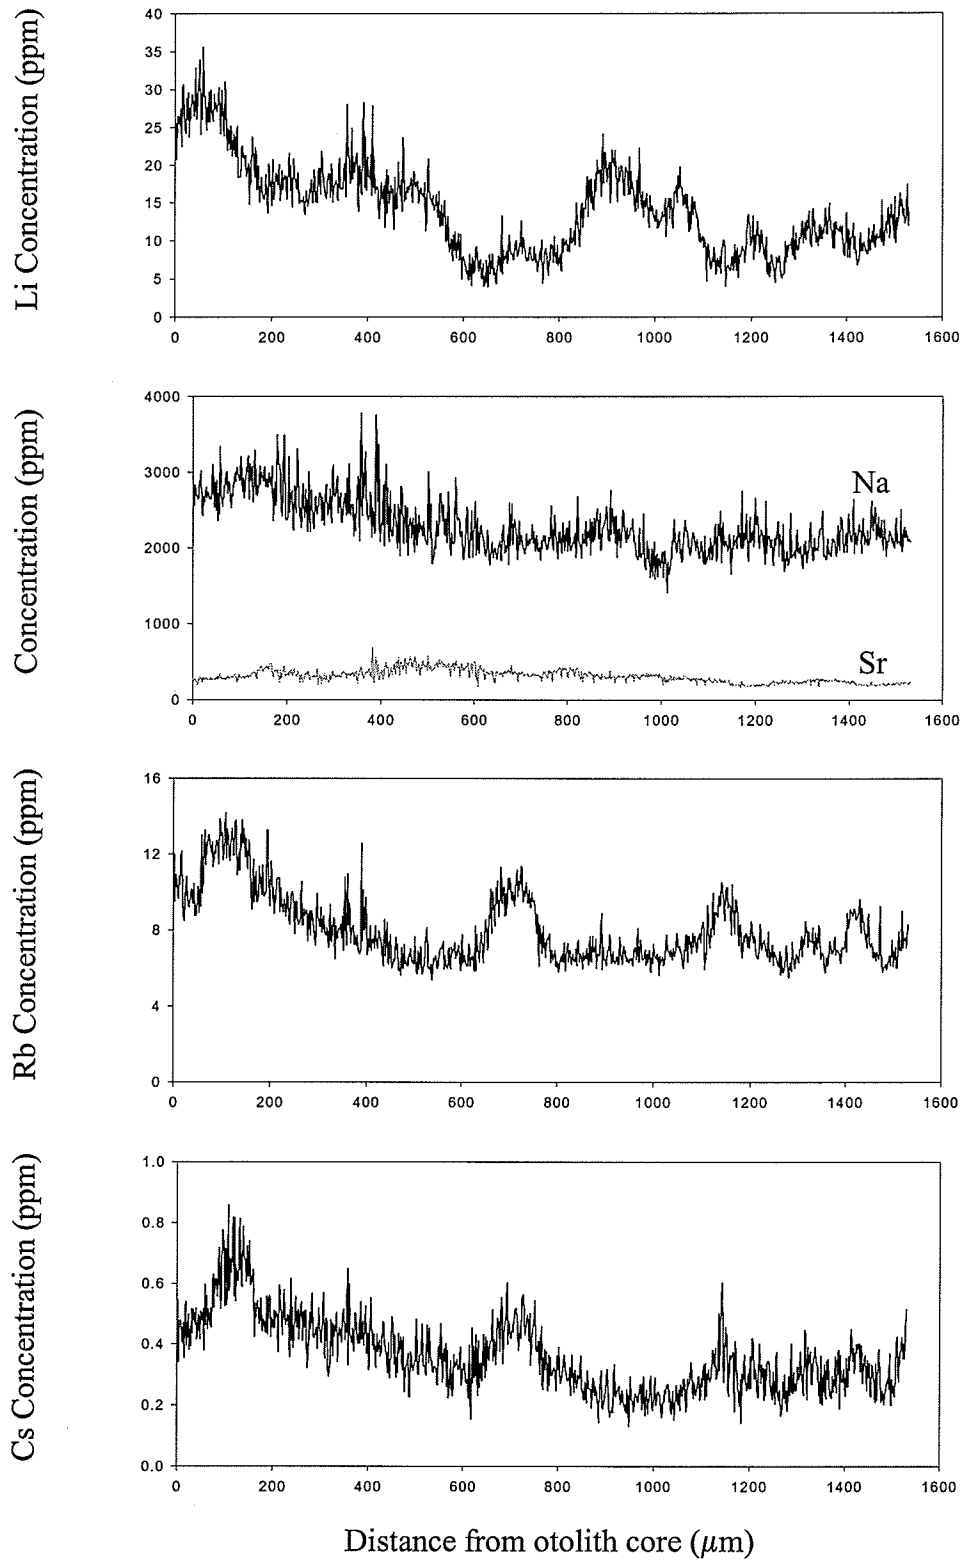 Li Concentration (ppm)
40
35
30
25
20
15
10
5
0
0 200 400 600 800 1000 1200 1400 1600
Concentration (ppm)
4000
3000
2000
1000
0
Na
Sr
0 200 400 600 800 1000 1200 1400 1600
Rb Concentration (ppm)
16
12
8
4
0
0 200 400 600 800 1000 1200 1400 1600
Cs Concentration (ppm)
1.0
0.8
0.6
0.4
0.2
0.0
0 200 400 600 800 1000 1200 1400 1600
Distance from otolith core (μm)